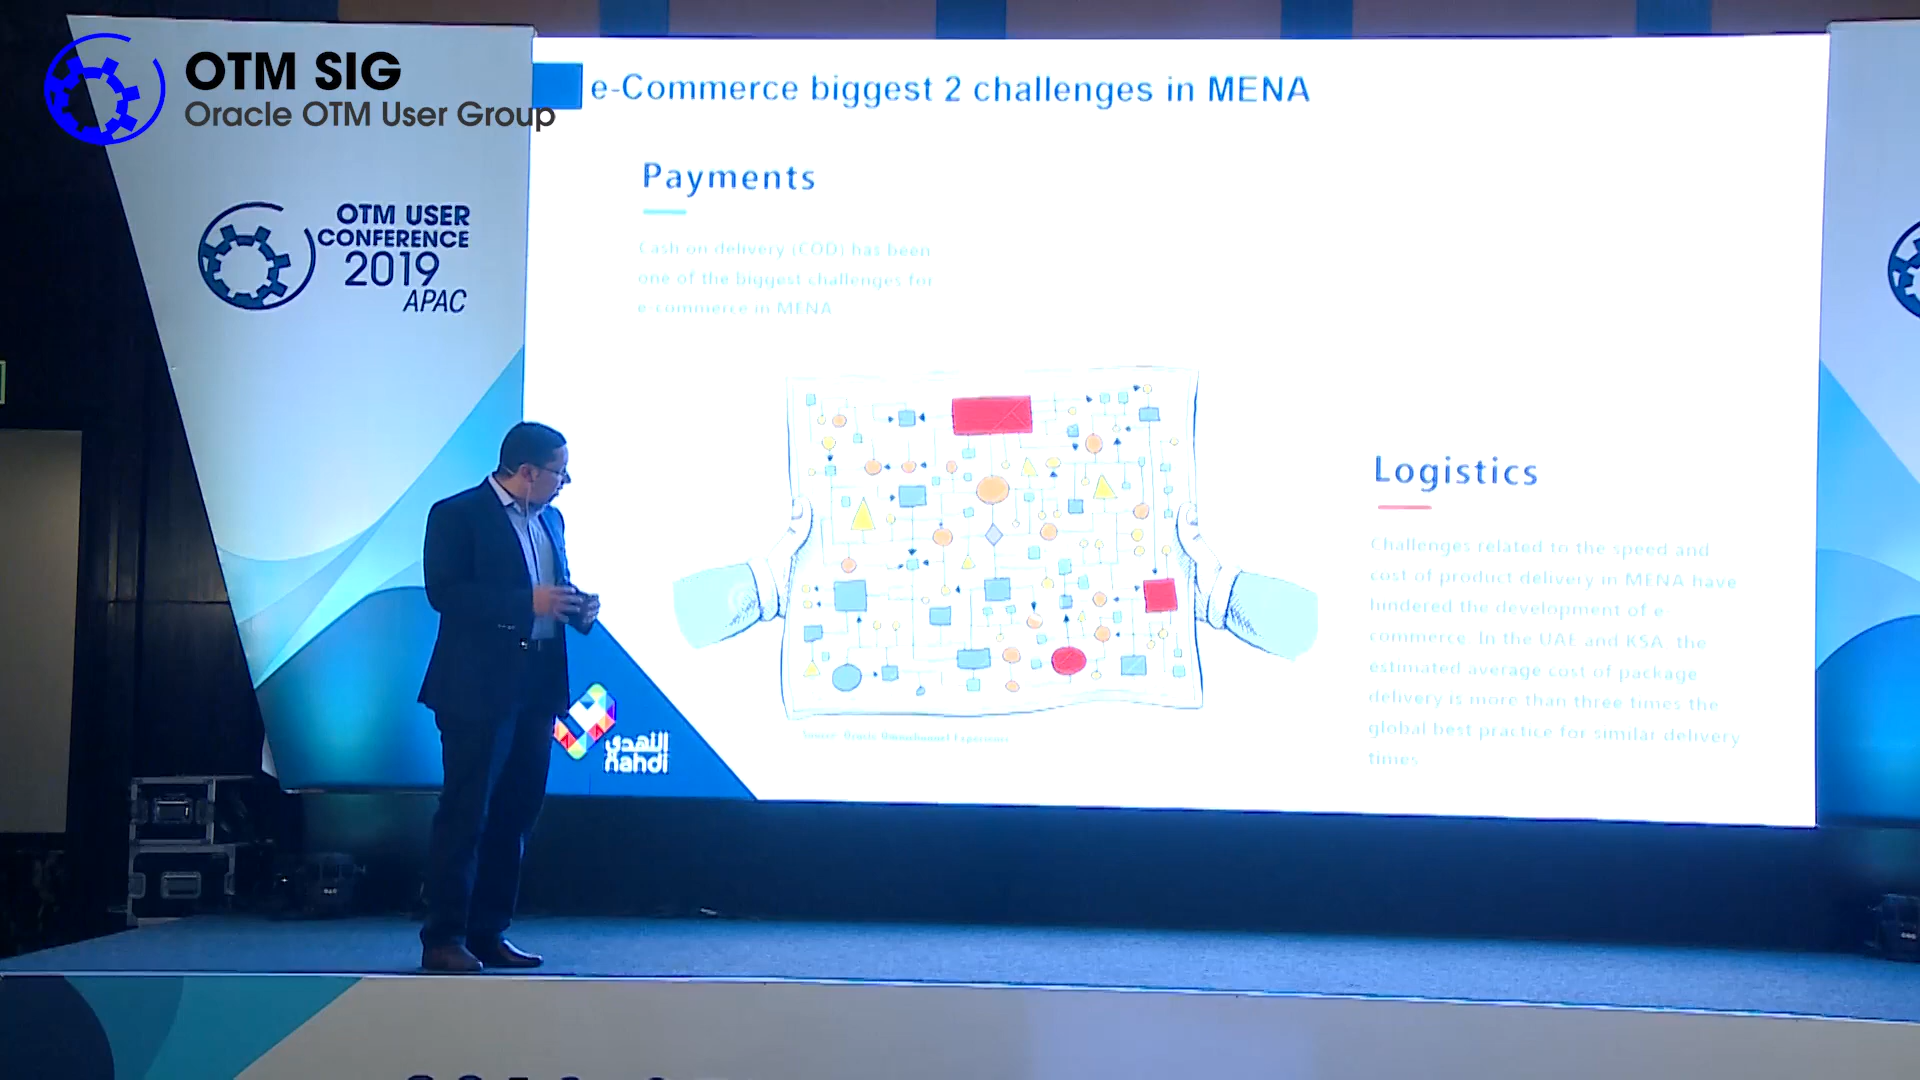 OTM SIG
Oracle OTM User Group
OTM USER
CONFERENCE
2019
APAC
e-Commerce biggest 2 challenges in MENA
Payments
Cash on delivery (COD) has been
one of the biggest challenges for
e-commerce in MENA
Logistics
Challenges related to the speed and
cost of product delivery in MENA have
hindered the development of e-
commerce. In the UAE and KSA, the
estimated average cost of package
delivery is more than three times the
global best practice for similar delivery
times
Source: Oracle Omnichannel Experience
النهدي
nahdi